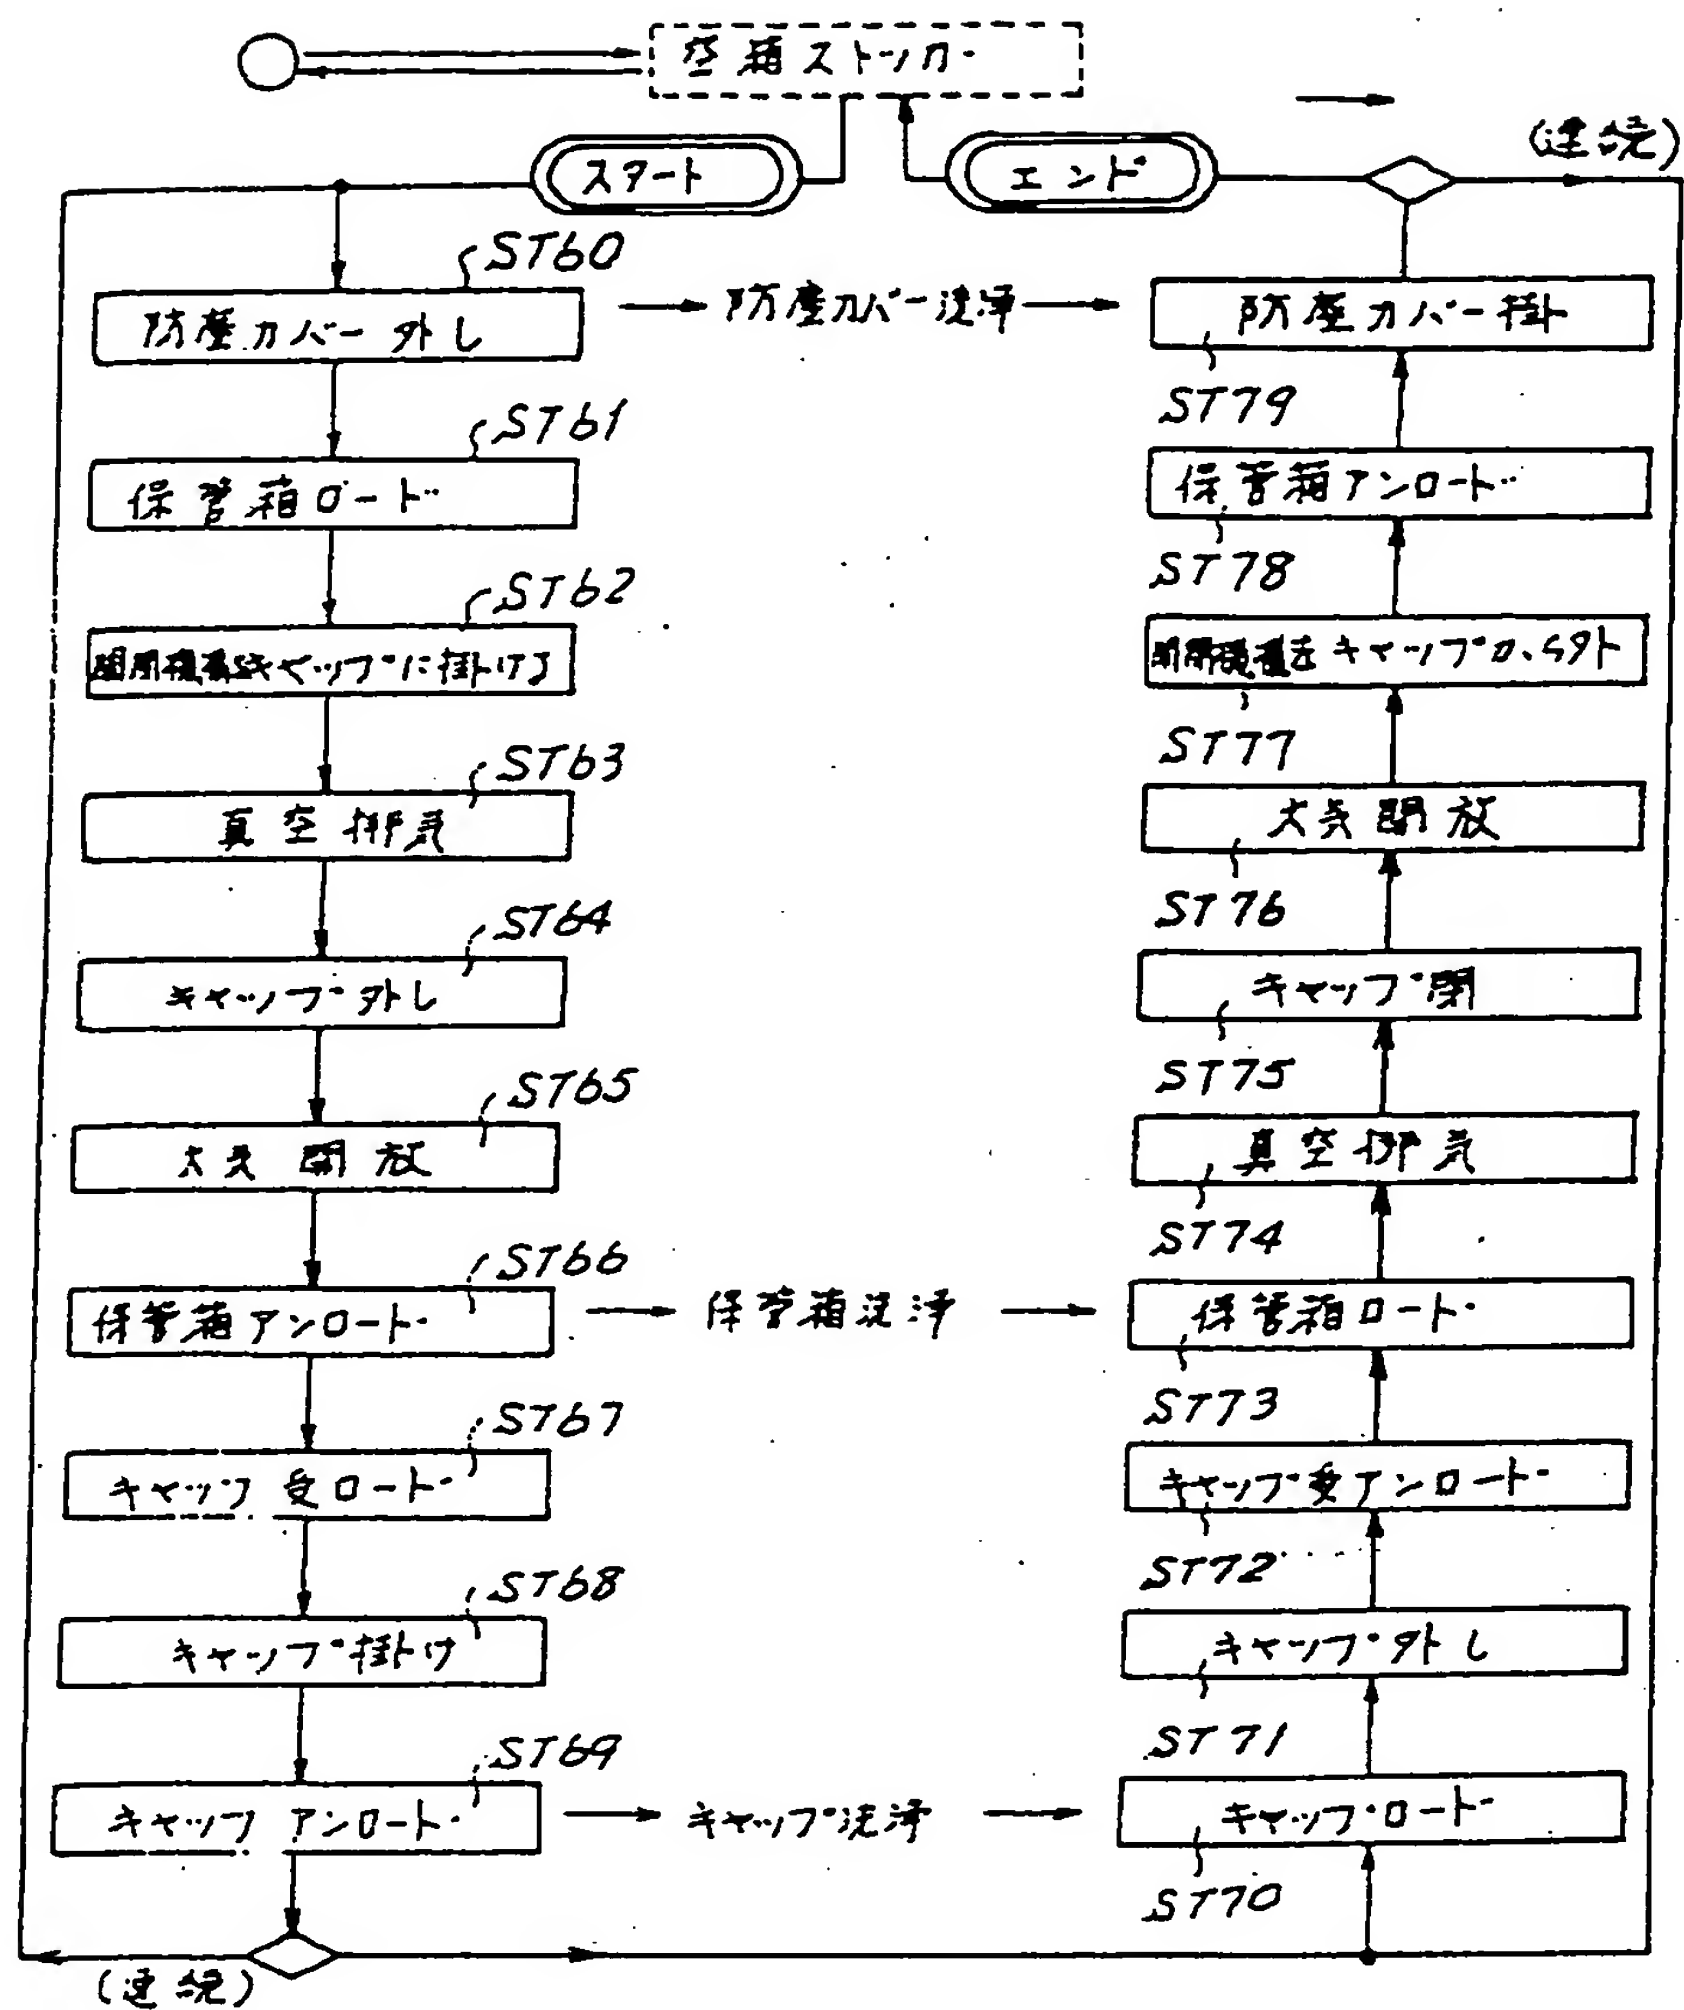 空箱ストッカー
(連続)
スタート
エンド
ST60
防塵カバー外し
防塵カバー洗浄
防塵カバー掛
ST79
ST61
保管箱ロード
保管箱アンロード
ST78
ST62
開閉機構をキャップに掛ける
開閉機構をキャップから外
ST77
ST63
真空排気
大気開放
ST76
ST64
キャップ外し
キャップ閉
ST75
ST65
大気開放
真空排気
ST74
ST66
保管箱アンロード
保管箱洗浄
保管箱ロード
ST73
ST67
キャップ受ロード
キャップ受アンロード
ST72
ST68
キャップ掛け
キャップ外し
ST71
ST69
キャップアンロード
キャップ洗浄
キャップロード
ST70
(連続)